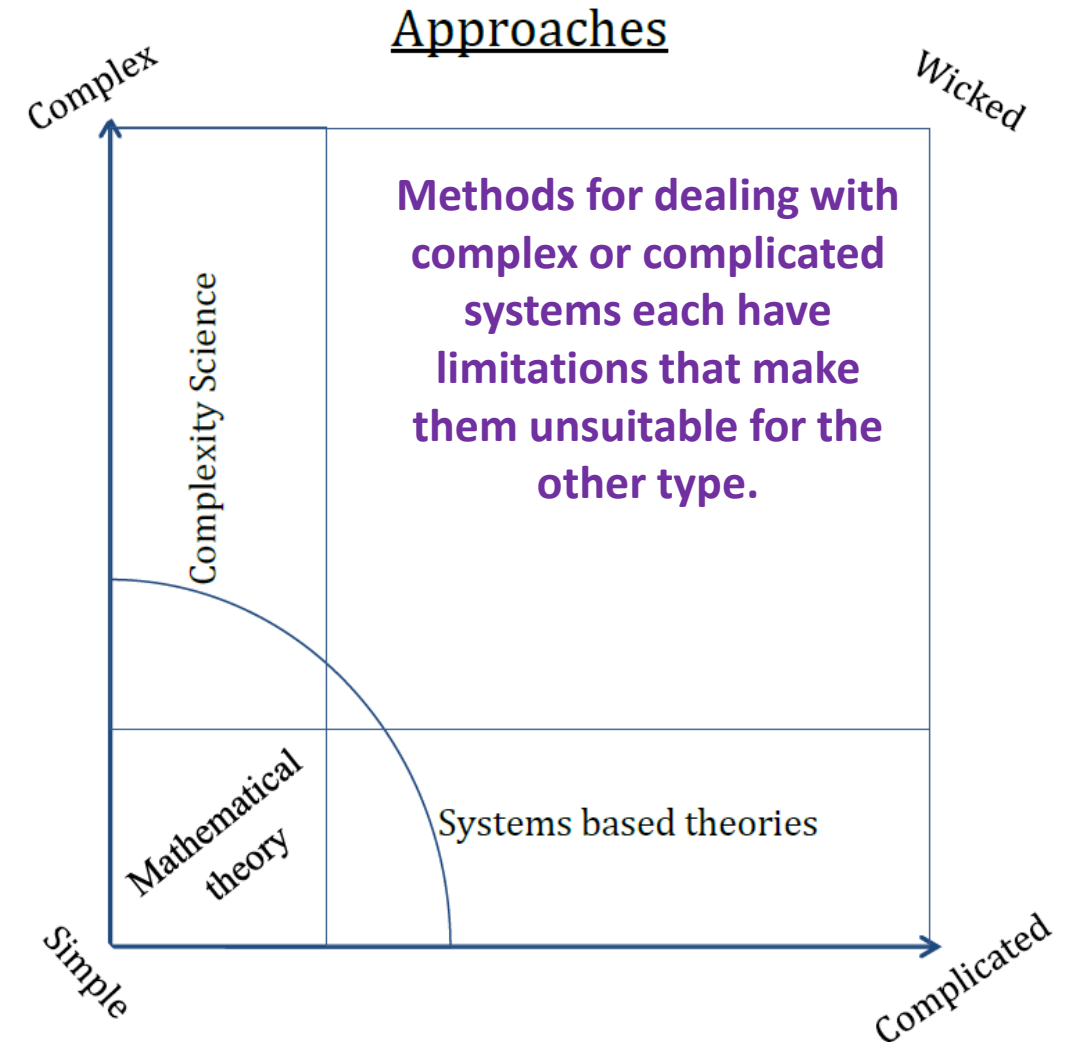 Approaches
Complex
Wicked
Methods for dealing with
complex or complicated
systems each have
limitations that make
them unsuitable for the
other type.
Complexity Science
Mathematical
theory
Systems based theories
Simple
Complicated